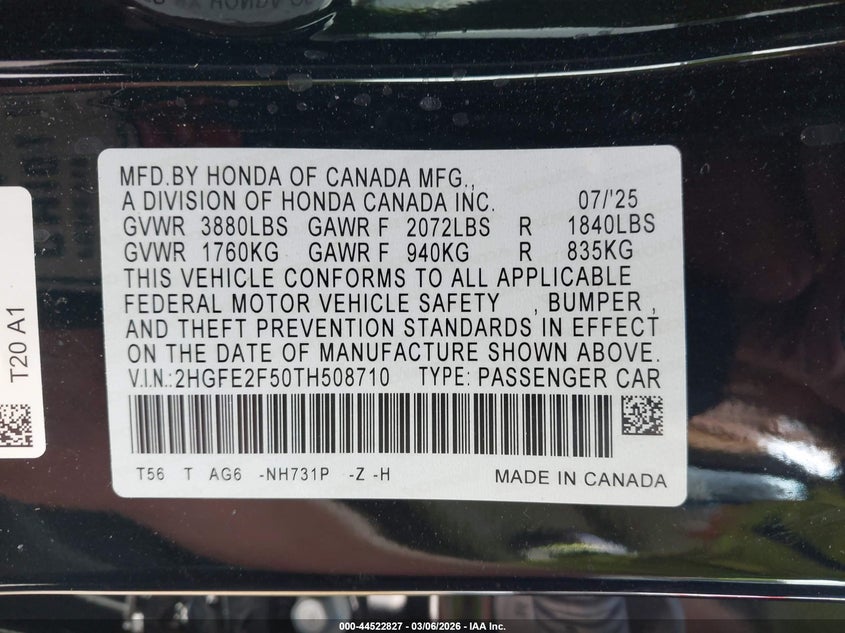 MFD.BY HONDA OF CANADA MFG.,
A DIVISION OF HONDA CANADA INC. 07/'25
GVWR 3880LBS GAWR F 2072LBS R 1840LBS
GVWR 1760KG GAWR F 940KG R 835KG
THIS VEHICLE CONFORMS TO ALL APPLICABLE
FEDERAL MOTOR VEHICLE SAFETY , BUMPER ,
AND THEFT PREVENTION STANDARDS IN EFFECT
ON THE DATE OF MANUFACTURE SHOWN ABOVE.
V.I.N.:2HGFE2F50TH508710 TYPE: PASSENGER CAR
T56 T AG6 -NH731P -Z -H MADE IN CANADA
T20 A1
000-44522827 - 03/06/2026 - IAA Inc.